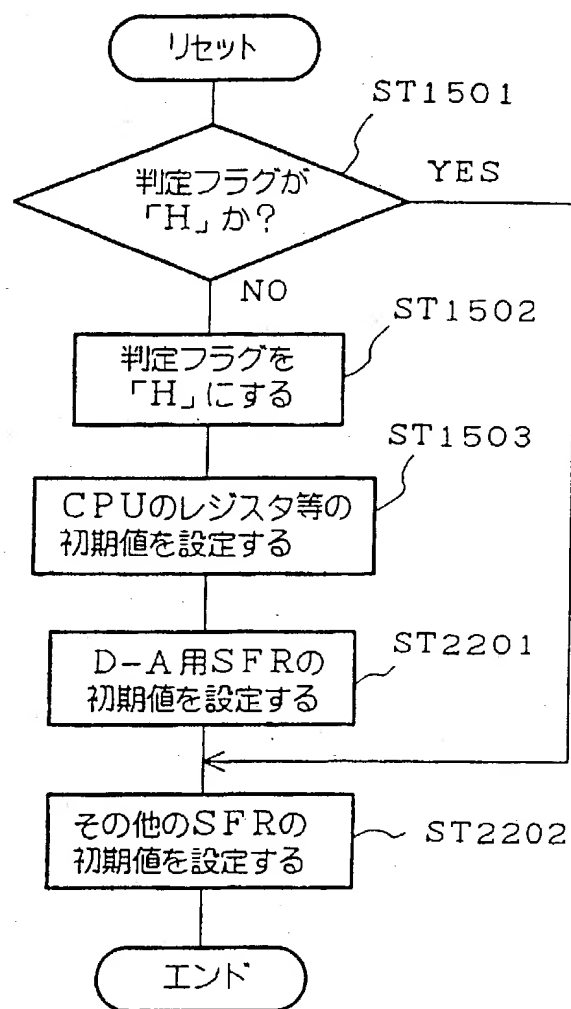 リセット
ST1501
判定フラグが
「H」か?
YES
NO
ST1502
判定フラグを
「H」にする
ST1503
CPUのレジスタ等の
初期値を設定する
ST2201
D-A用SFRの
初期値を設定する
その他のSFRの
初期値を設定する
ST2202
エンド